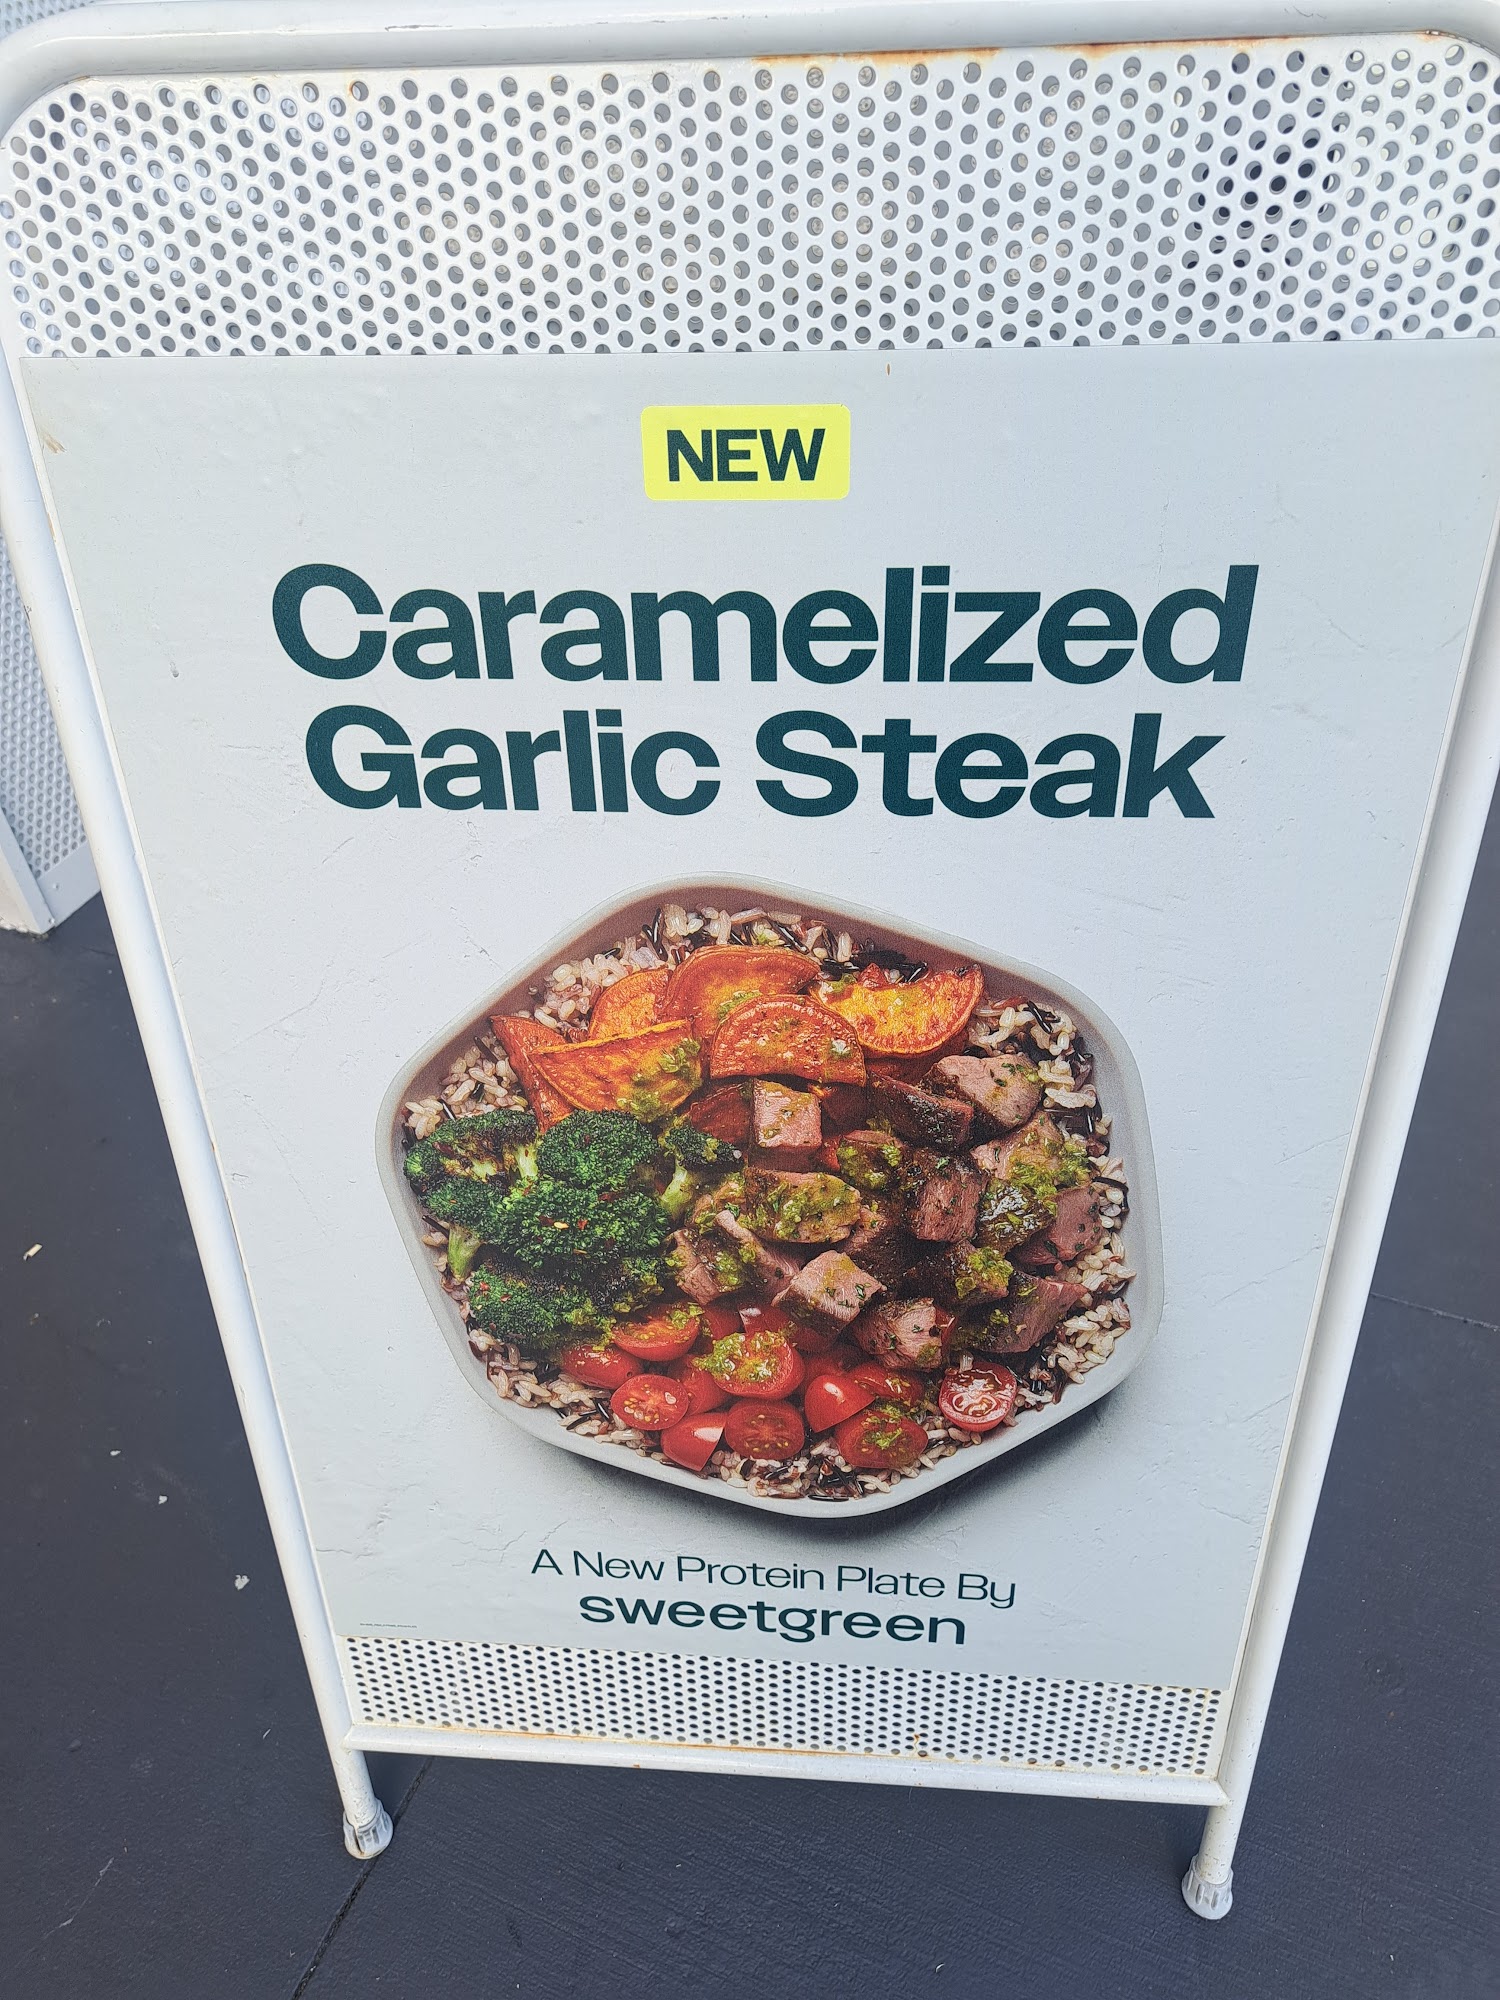 NEW
Caramelized
Garlic Steak
A New Protein Plate By
sweetgreen